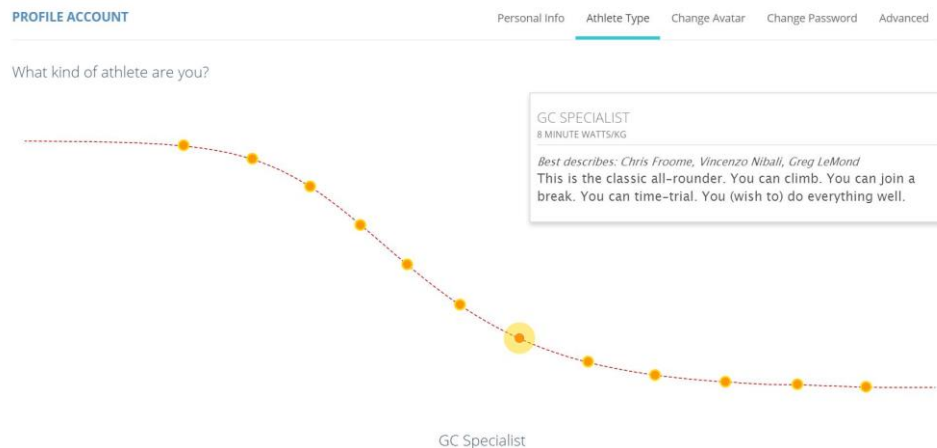 PROFILE ACCOUNT
Personal Info Athlete Type Change Avatar Change Password Advanced
What kind of athlete are you?
GC SPECIALIST
8 MINUTE WATTS/KG
Best describes: Chris Froome, Vincenzo Nibali, Greg LeMond
This is the classic all-rounder. You can climb. You can join a
break. You can time-trial. You (wish to) do everything well.
GC Specialist